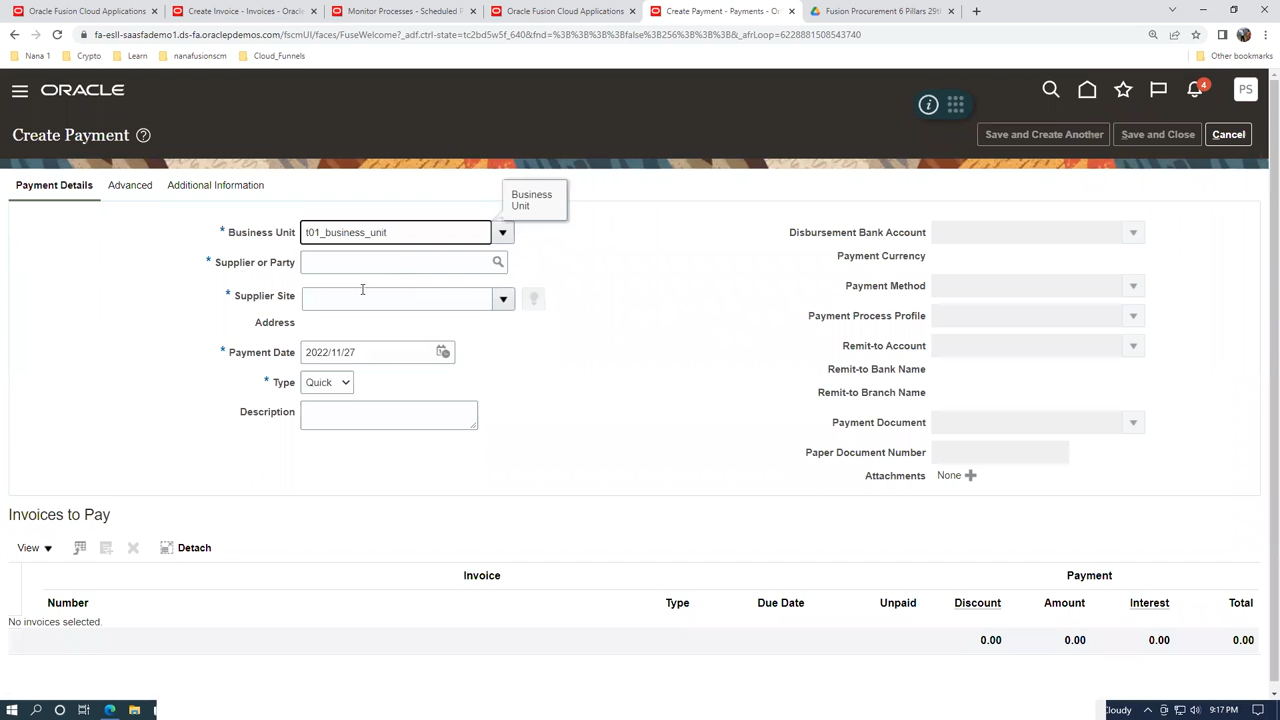 Oracle Fusion Cloud Applications
Create Invoice - Invoices - Oracle
Monitor Processes - Scheduled P
Oracle Fusion Cloud Applications
Create Payment - Payments - Or
Fusion Procurement 6 Pillars 29th
fa-esll-saasfademo1.ds-fa.oraclepdemos.com/fscmUI/faces/FuseWelcome?_adf.ctrl-state=tc2bd5w5f_640&fnd=%3B%3B%3B%3Bfalse%3B256%3B%3B%3B&_afrLoop=6228881508543740
Nana 1
Crypto
Learn
nanafusionscm
Cloud_Funnels
Other bookmarks
ORACLE
4
PS
Create Payment
Save and Create Another
Save and Close
Cancel
Payment Details
Advanced
Additional Information
Business
Unit
* Business Unit t01_business_unit
* Supplier or Party
* Supplier Site
Address
* Payment Date 2022/11/27
* Type Quick
Description
Disbursement Bank Account
Payment Currency
Payment Method
Payment Process Profile
Remit-to Account
Remit-to Bank Name
Remit-to Branch Name
Payment Document
Paper Document Number
Attachments None
Invoices to Pay
View
Detach
Invoice Payment
Number Type Due Date Unpaid Discount Amount Interest Total
No invoices selected.
0.00 0.00 0.00 0.00
Cloudy
9:17 PM